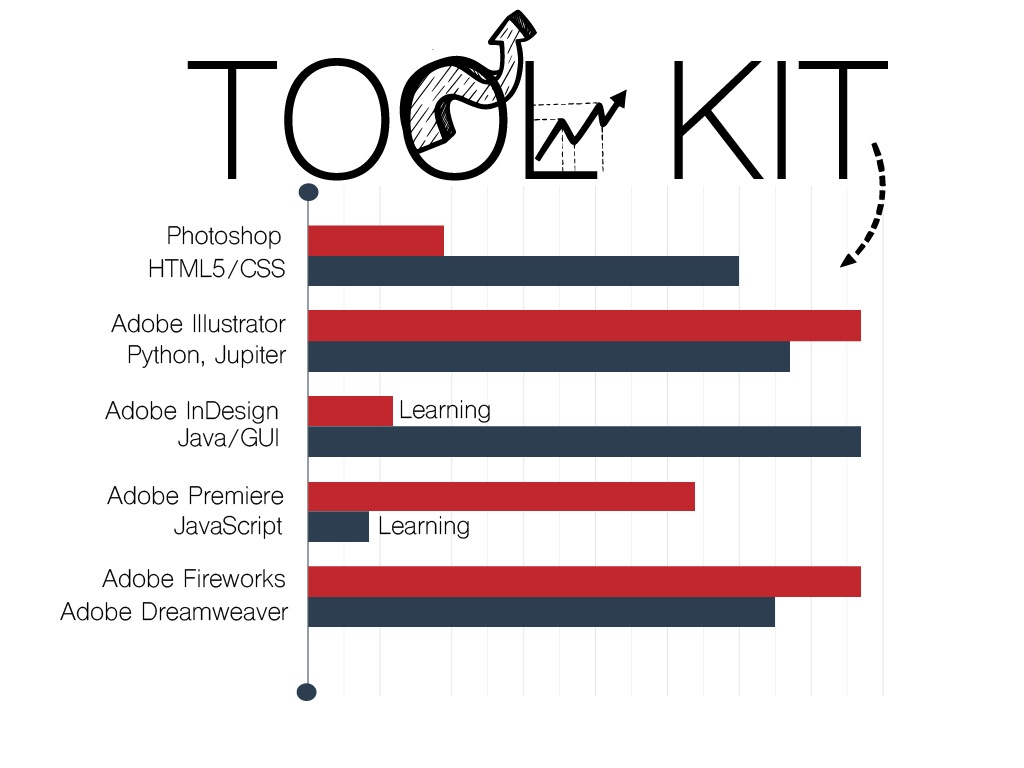 TOOL KIT
Photoshop
HTML5/CSS
Adobe Illustrator
Python, Jupiter
Adobe InDesign
Learning
Java/GUI
Adobe Premiere
JavaScript
Learning
Adobe Fireworks
Adobe Dreamweaver